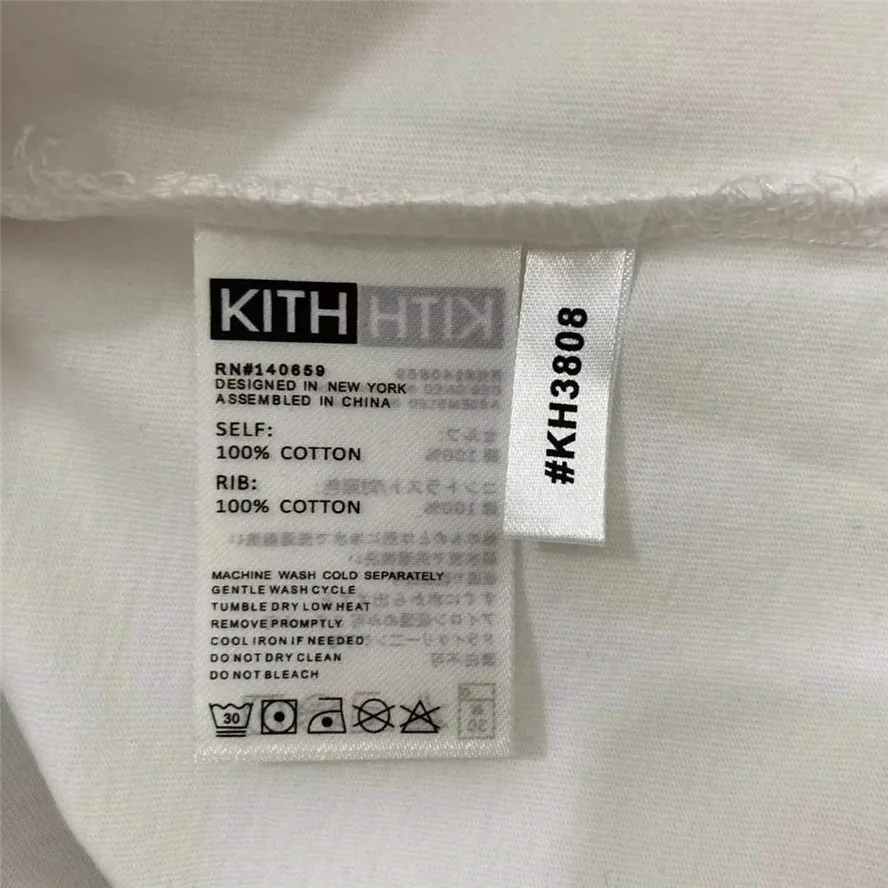 KITH
RN#140659
DESIGNED IN NEW YORK
ASSEMBLED IN CHINA
SELF:
100% COTTON
RIB:
100% COTTON
MACHINE WASH COLD SEPARATELY
GENTLE WASH CYCLE
TUMBLE DRY LOW HEAT
REMOVE PROMPTLY
COOL IRON IF NEEDED
DO NOT DRY CLEAN
DO NOT BLEACH
30
#KH3808